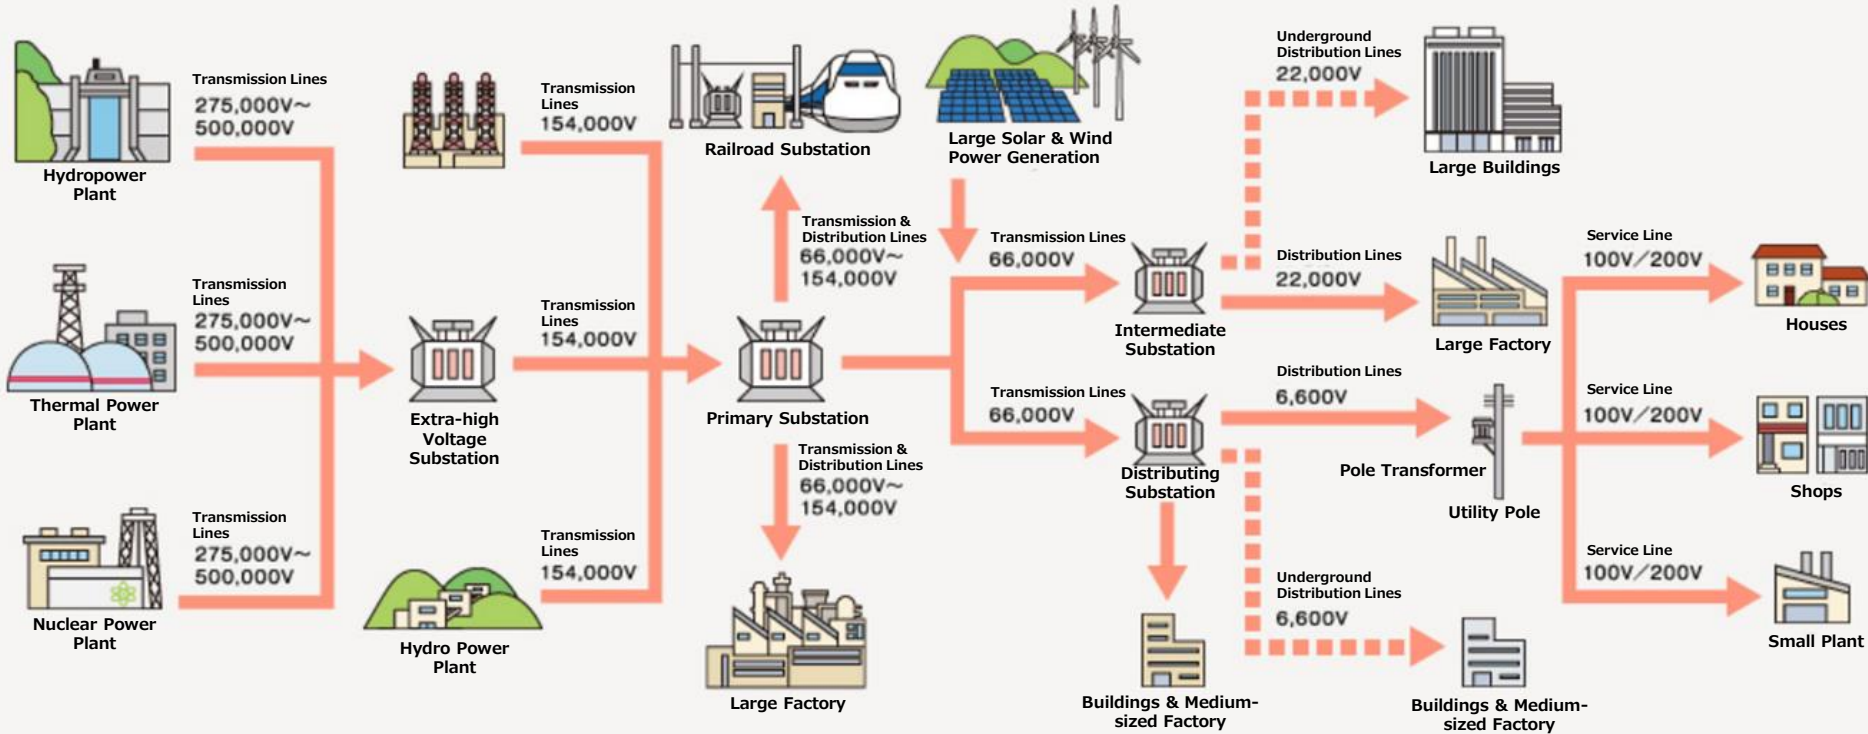 Transmission Lines
275,000V~
500,000V
Hydropower
Plant
Transmission
Lines
275,000V~
500,000V
Thermal Power
Plant
Transmission
Lines
275,000V~
500,000V
Nuclear Power
Plant
Transmission
Lines
154,000V
Transmission
Lines
154,000V
Extra-high
Voltage
Substation
Transmission
Lines
154,000V
Hydro Power
Plant
Railroad Substation
Transmission &
Distribution Lines
66,000V~
154,000V
Primary Substation
Transmission &
Distribution Lines
66,000V~
154,000V
Large Factory
Large Solar & Wind
Power Generation
Transmission Lines
66,000V
Intermediate
Substation
Transmission Lines
66,000V
Distributing
Substation
Buildings & Medium-
sized Factory
Underground
Distribution Lines
22,000V
Large Buildings
Distribution Lines
22,000V
Large Factory
Distribution Lines
6,600V
Pole Transformer
Utility Pole
Underground
Distribution Lines
6,600V
Buildings & Medium-
sized Factory
Service Line
100V/200V
Houses
Service Line
100V/200V
Shops
Service Line
100V/200V
Small Plant